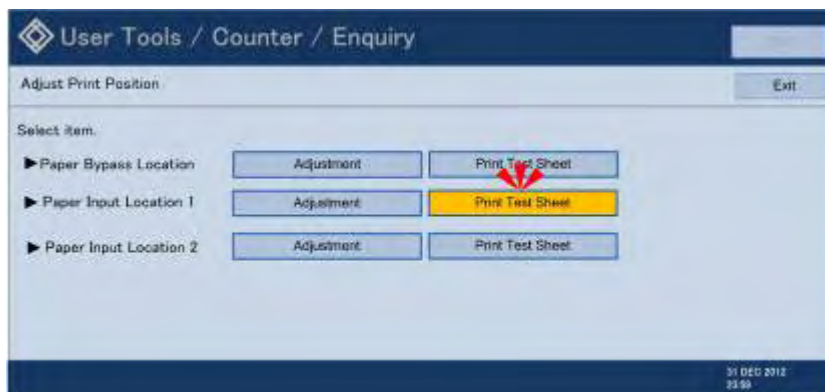 User Tools / Counter / Enquiry
Adjust Print Position
Exit
Select item.
Paper Bypass Location Adjustment Print Test Sheet
Paper Input Location 1 Adjustment Print Test Sheet
Paper Input Location 2 Adjustment Print Test Sheet
31 DEC 2012
23:59